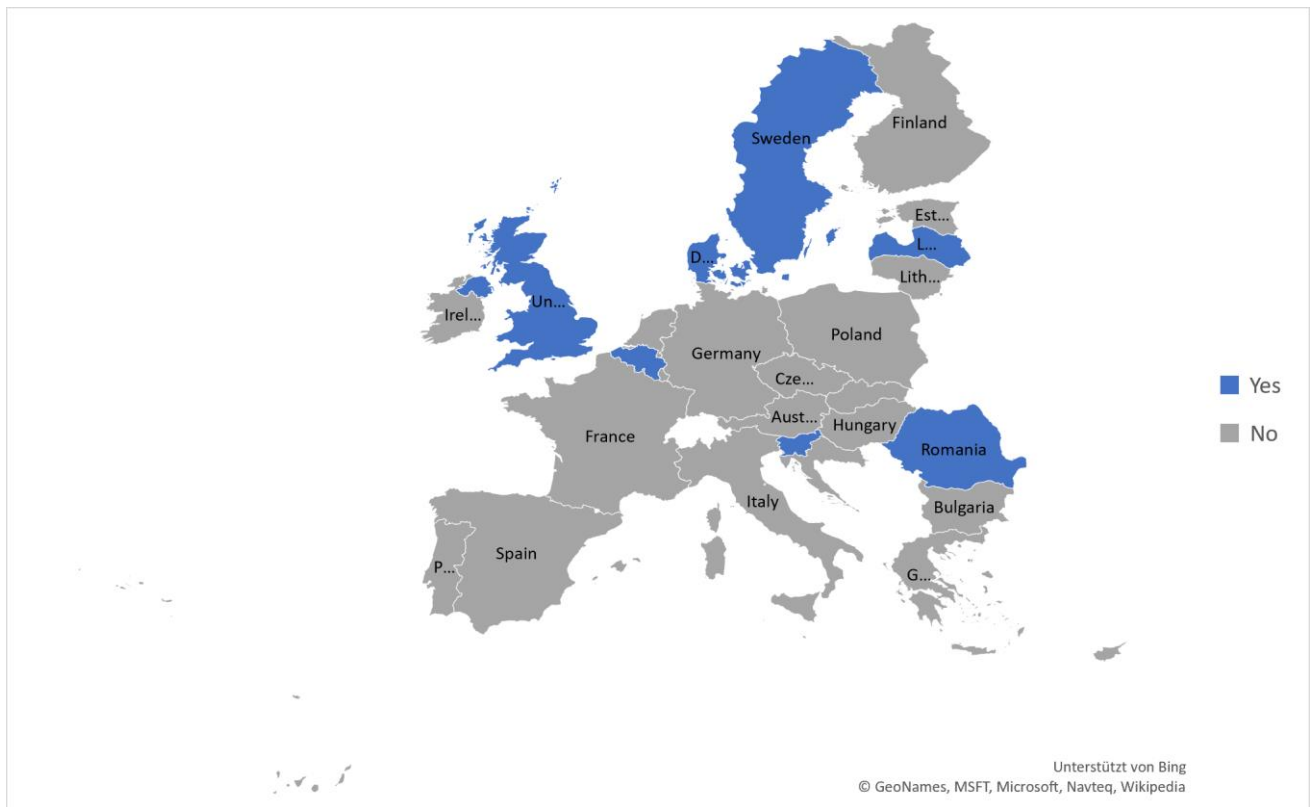 Finland
Sweden
Est...
L...
D...
Lith...
Un...
Irel...
Poland
Germany
Cze...
Aust...
Hungary
France
Romania
Italy
Bulgaria
Spain
P...
G...
Yes
No
Unterstützt von Bing
© GeoNames, MSFT, Microsoft, Navteq, Wikipedia